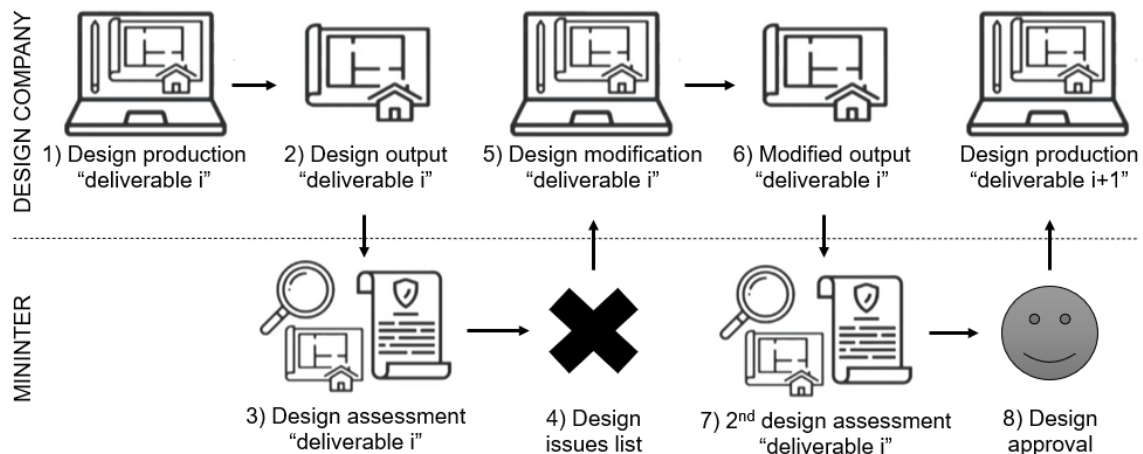 DESIGN COMPANY
1) Design production
“deliverable i”
2) Design output
“deliverable i”
5) Design modification
“deliverable i”
6) Modified output
“deliverable i”
Design production
“deliverable i+1”
MININTER
3) Design assessment
“deliverable i”
4) Design
issues list
7) 2nd design assessment
“deliverable i”
8) Design
approval